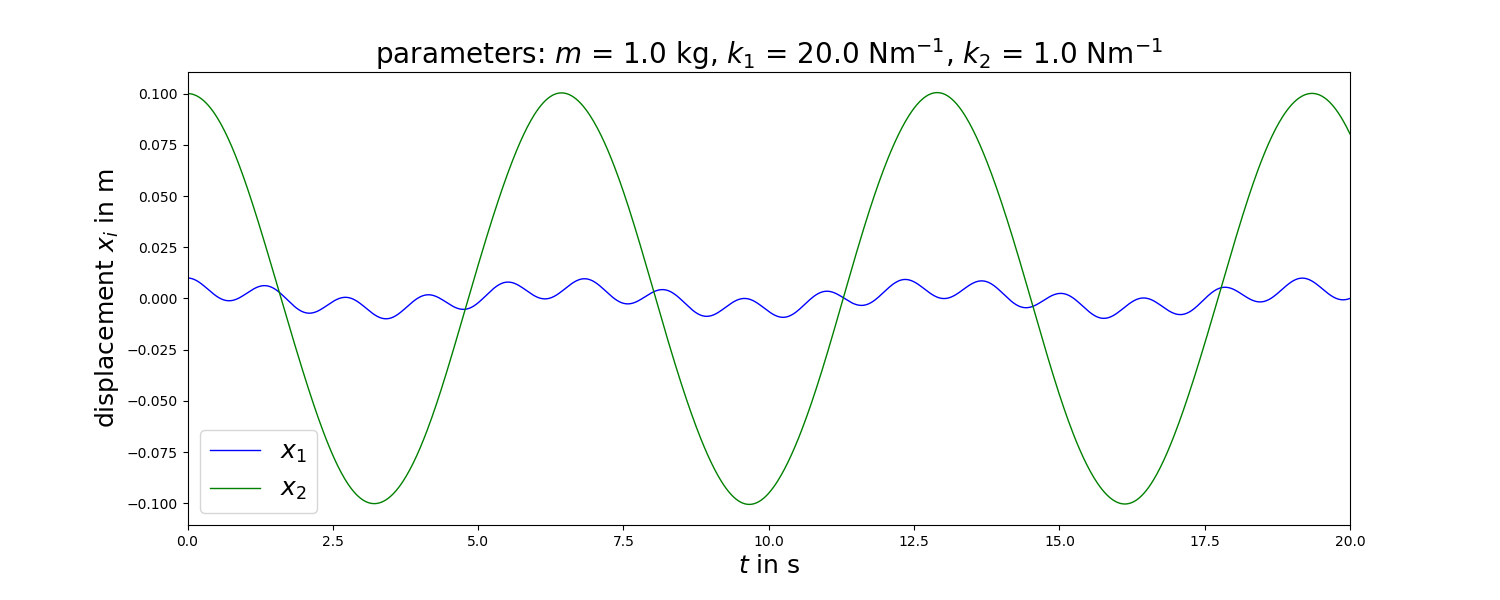 parameters: m = 1.0 kg, k₁ = 20.0 Nm⁻¹, k₂ = 1.0 Nm⁻¹
displacement xᵢ in m
0.100
0.075
0.050
0.025
0.000
−0.025
−0.050
−0.075
−0.100
x₁
x₂
0.0 2.5 5.0 7.5 10.0 12.5 15.0 17.5 20.0
t in s